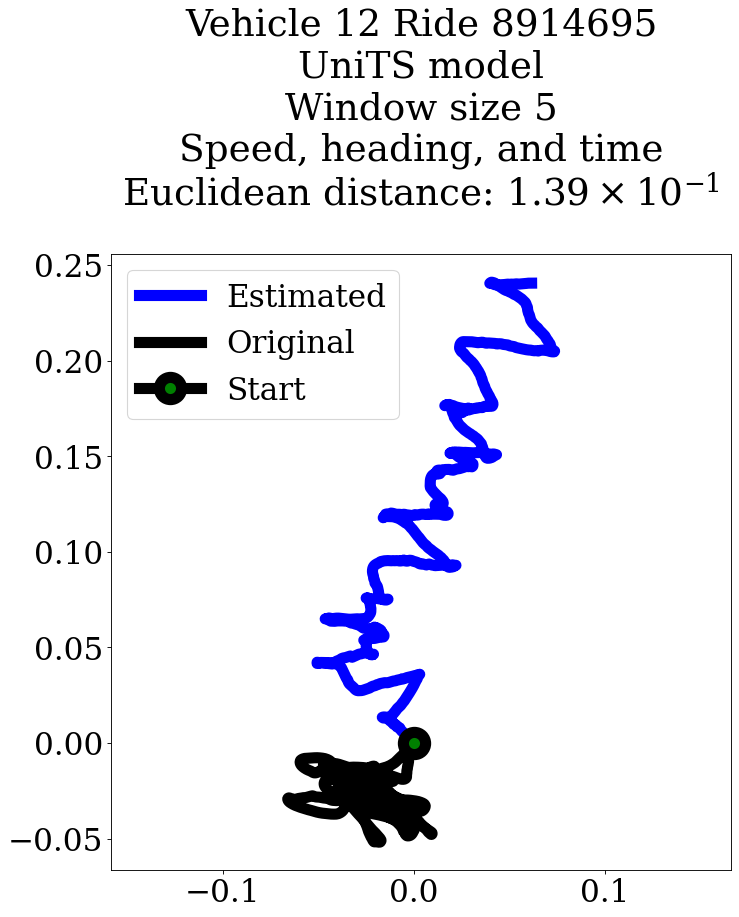 Vehicle 12 Ride 8914695
UniTS model
Window size 5
Speed, heading, and time
Euclidean distance: 1.39 × 10⁻¹
Estimated
Original
Start
0.25
0.20
0.15
0.10
0.05
0.00
−0.05
−0.1 0.0 0.1